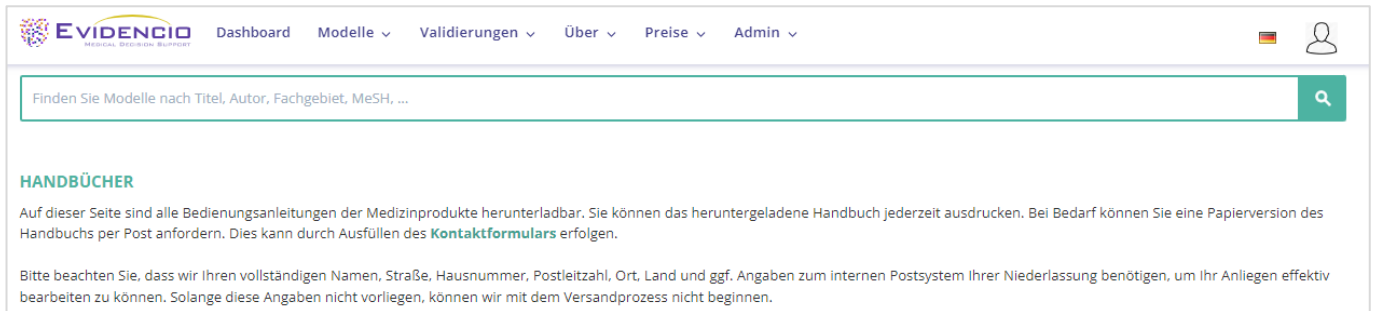 EVIDENCIO
MEDICAL DECISION SUPPORT
Dashboard Modelle Validierungen Über Preise Admin
Finden Sie Modelle nach Titel, Autor, Fachgebiet, MeSH, ...
HANDBÜCHER
Auf dieser Seite sind alle Bedienungsanleitungen der Medizinprodukte herunterladbar. Sie können das heruntergeladene Handbuch jederzeit ausdrucken. Bei Bedarf können Sie eine Papierversion des
Handbuchs per Post anfordern. Dies kann durch Ausfüllen des Kontaktformulars erfolgen.
Bitte beachten Sie, dass wir Ihren vollständigen Namen, Straße, Hausnummer, Postleitzahl, Ort, Land und ggf. Angaben zum internen Postsystem Ihrer Niederlassung benötigen, um Ihr Anliegen effektiv
bearbeiten zu können. Solange diese Angaben nicht vorliegen, können wir mit dem Versandprozess nicht beginnen.